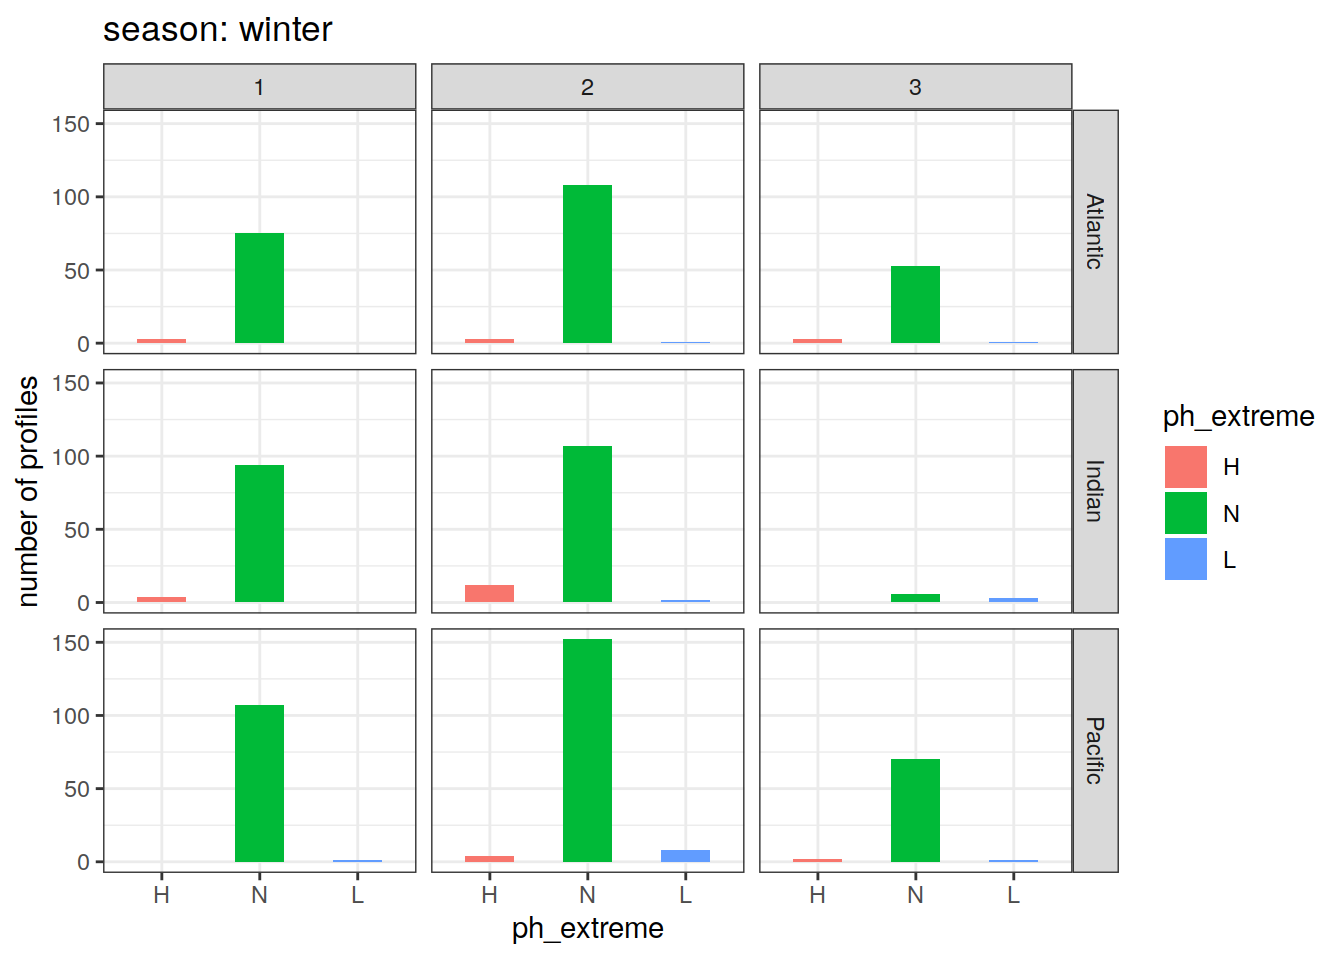 season: winter
1 2 3
150
100
50
0
Atlantic
150
100
50
0
Indian
150
100
50
0
Pacific
number of profiles
H N L H N L H N L
ph_extreme
ph_extreme
H
N
L